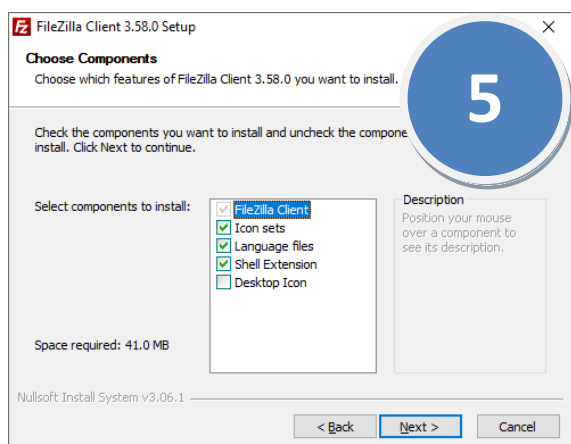 FileZilla Client 3.58.0 Setup
5
Choose Components
Choose which features of FileZilla Client 3.58.0 you want to install.
Check the components you want to install and uncheck the
install. Click Next to continue.
Select components to install:
FileZilla Client
Icon sets
Language files
Shell Extension
Desktop Icon
Description
Position your mouse
over a component to
see its description.
Space required: 41.0 MB
Nullsoft Install System v3.06.1
< Back
Next >
Cancel